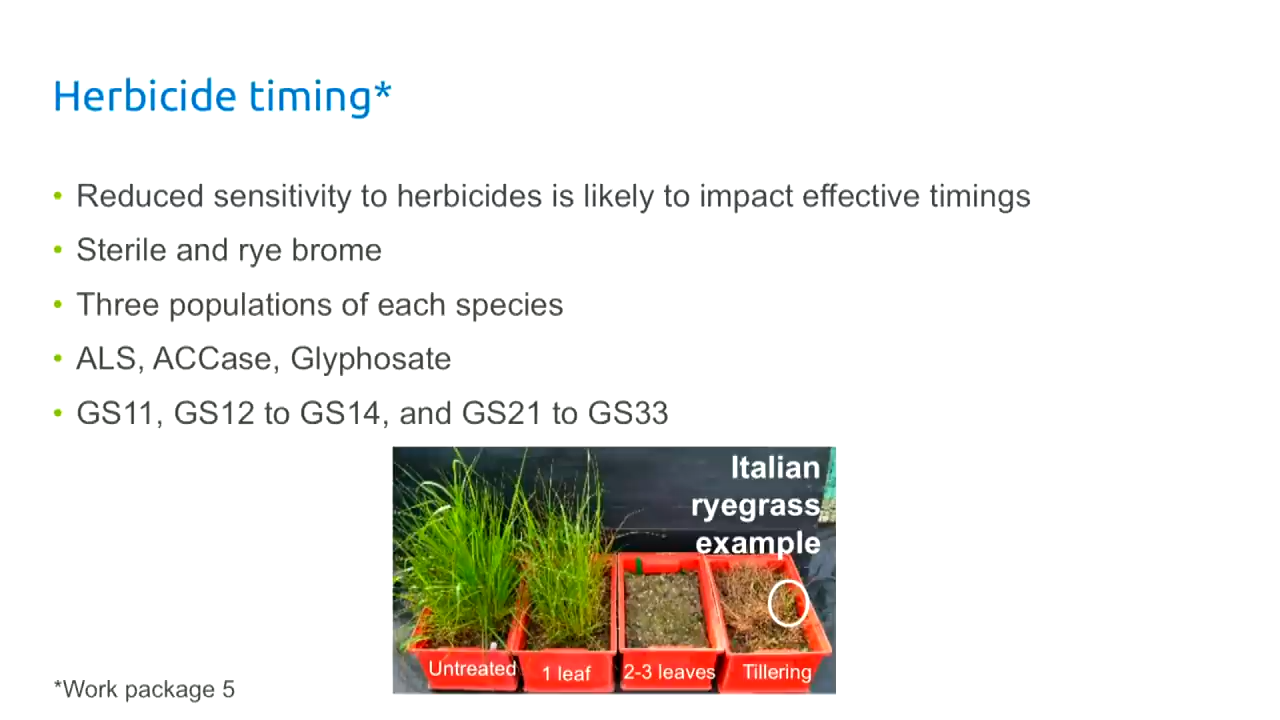 Herbicide timing*
• Reduced sensitivity to herbicides is likely to impact effective timings
• Sterile and rye brome
• Three populations of each species
• ALS, ACCase, Glyphosate
• GS11, GS12 to GS14, and GS21 to GS33
Italian
ryegrass
example
Untreated 1 leaf 2-3 leaves Tillering
*Work package 5